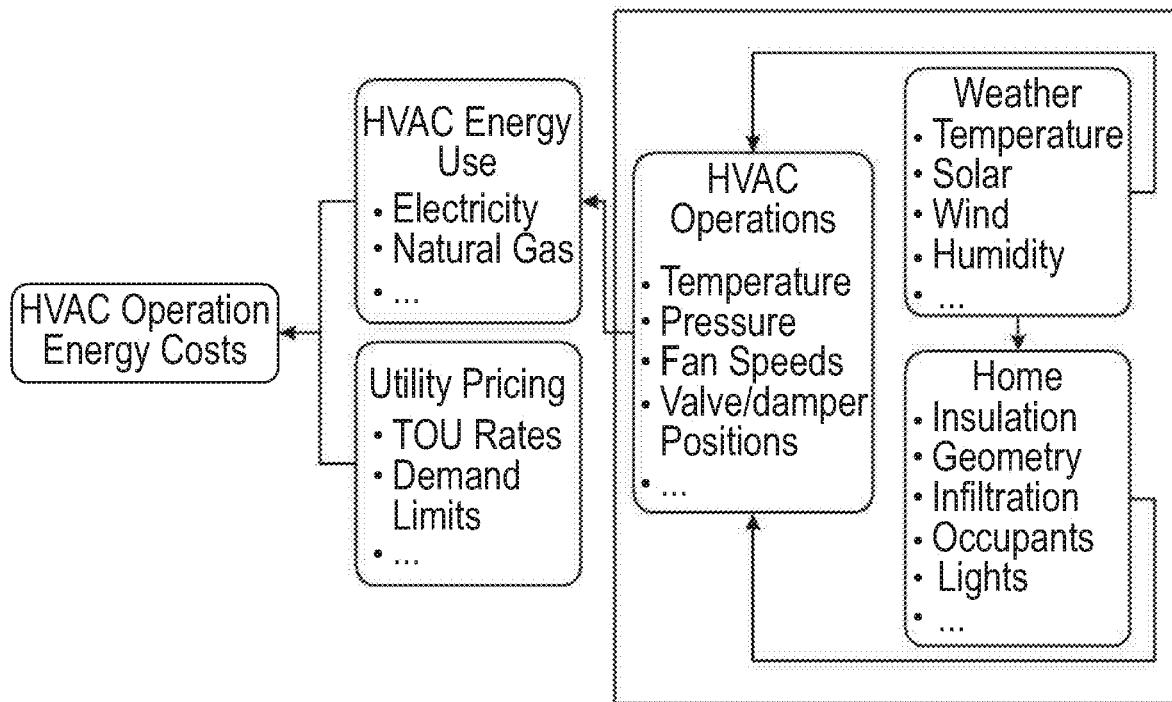 HVAC Operation
Energy Costs
HVAC Energy
Use
• Electricity
• Natural Gas
• ...
Utility Pricing
• TOU Rates
• Demand
Limits
• ...
HVAC
Operations
• Temperature
• Pressure
• Fan Speeds
• Valve/damper
Positions
• ...
Weather
• Temperature
• Solar
• Wind
• Humidity
• ...
Home
• Insulation
• Geometry
• Infiltration
• Occupants
• Lights
• ...